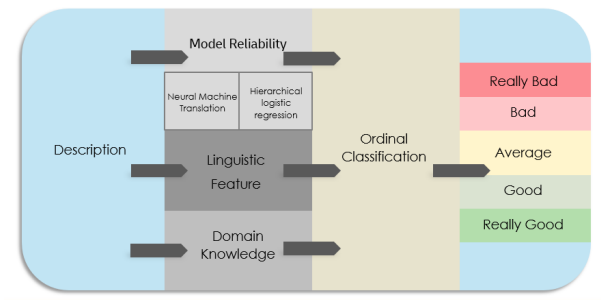 Description
Model Reliability
Neural Machine
Translation
Hierarchical
logistic
regression
Linguistic
Feature
Domain
Knowledge
Ordinal
Classification
Really Bad
Bad
Average
Good
Really Good